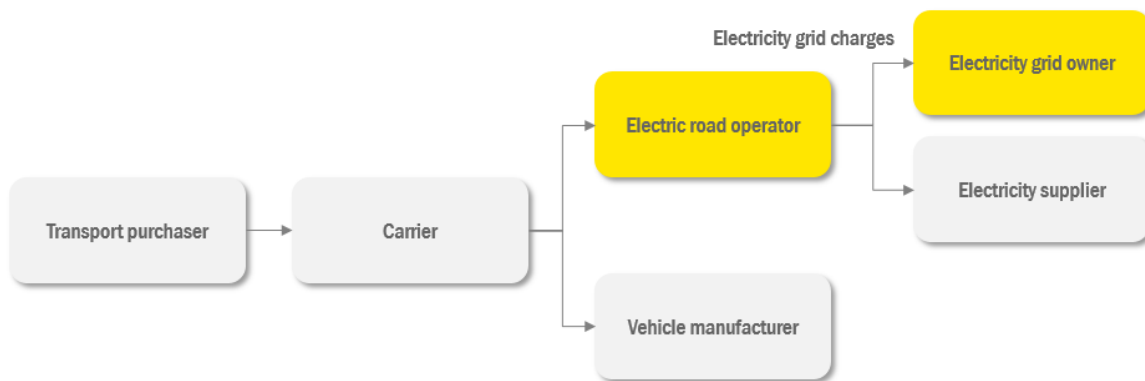 Electricity grid charges
Electricity grid owner
Electric road operator
Electricity supplier
Transport purchaser
Carrier
Vehicle manufacturer